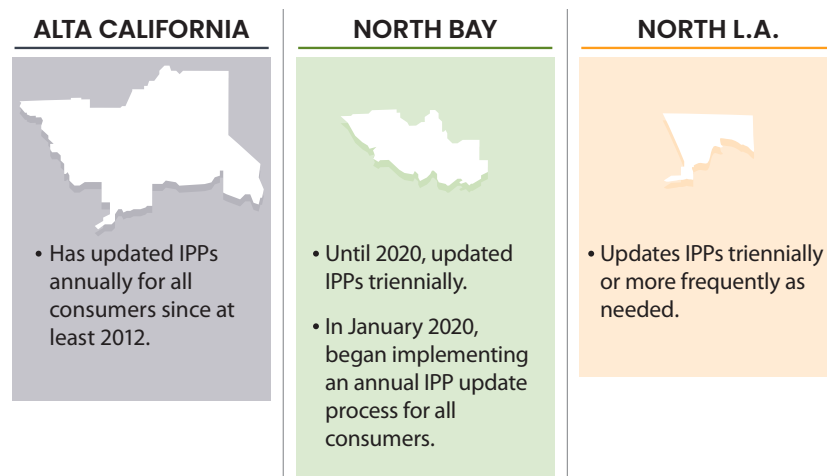 ALTA CALIFORNIA
• Has updated IPPs
annually for all
consumers since at
least 2012.
NORTH BAY
• Until 2020, updated
IPPs triennially.
• In January 2020,
began implementing
an annual IPP update
process for all
consumers.
NORTH L.A.
• Updates IPPs triennially
or more frequently as
needed.